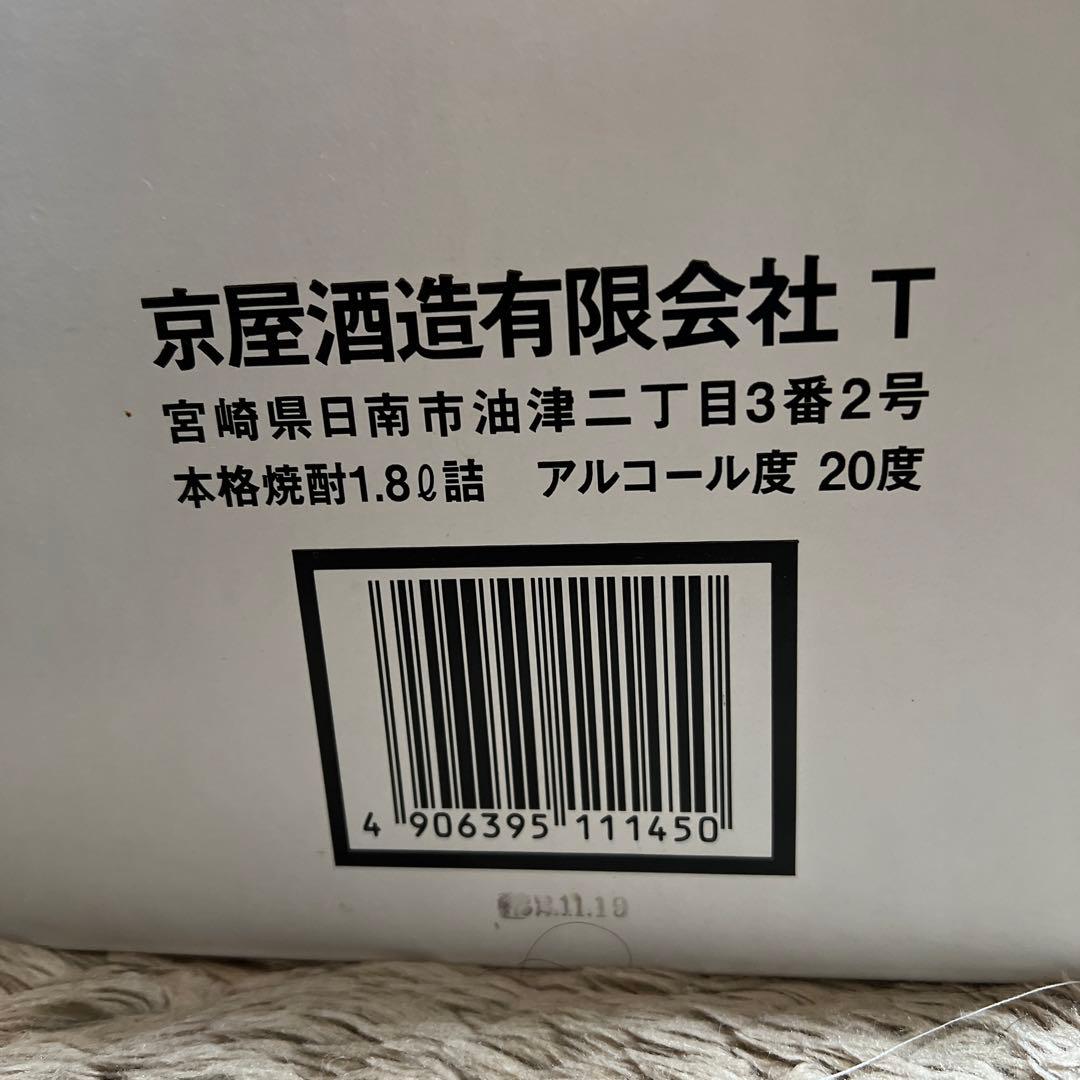 京屋酒造有限会社 T
宮崎県日南市油津二丁目3番2号
本格焼酎1.8ℓ詰　アルコール度 20度
4 906395 111450
.11.19